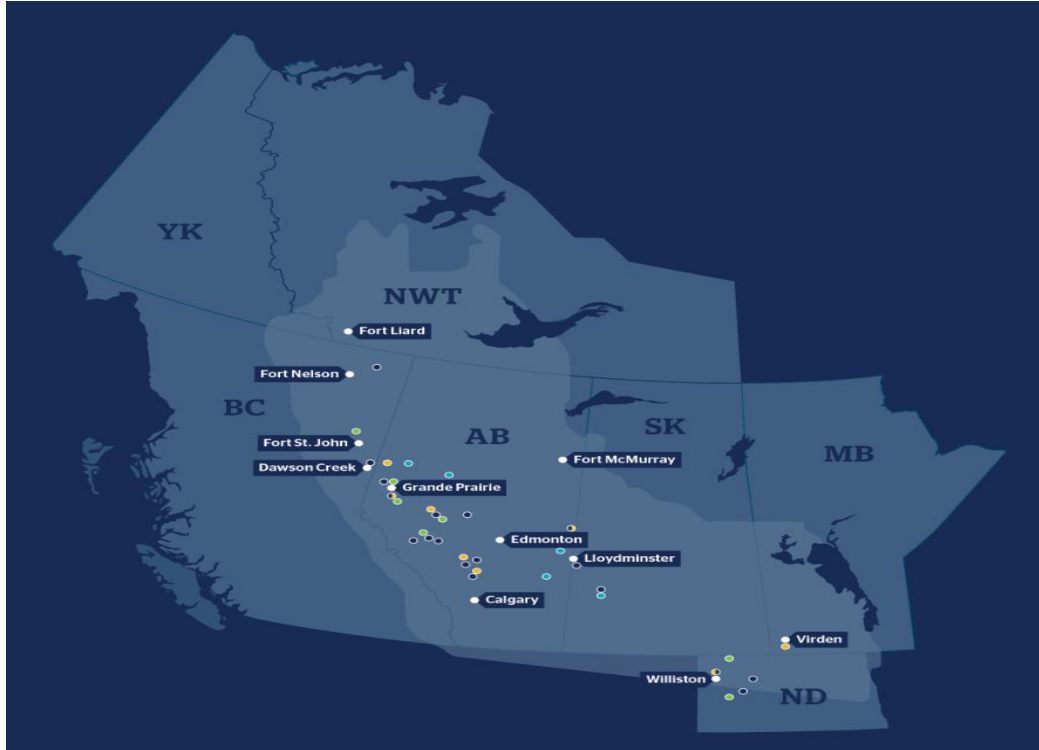 YK
NWT
Fort Liard
Fort Nelson
BC
SK
AB
MB
Fort St. John
Fort McMurray
Dawson Creek
Grande Prairie
Edmonton
Lloydminster
Calgary
Virden
Williston
ND